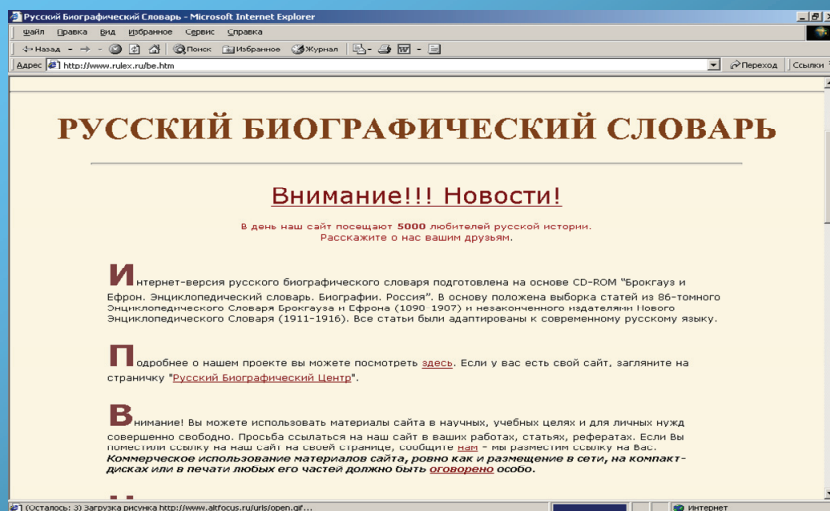 Русский Биографический Словарь - Microsoft Internet Explorer
Файл Правка Вид Избранное Сервис Справка
Назад Поиск Избранное Журнал
Адрес http://www.rulex.ru/be.htm Переход Ссылки
РУССКИЙ БИОГРАФИЧЕСКИЙ СЛОВАРЬ
Внимание!!! Новости!
В день наш сайт посещают 5000 любителей русской истории.
Расскажите о нас вашим друзьям.
Интернет-версия русского биографического словаря подготовлена на основе CD-ROM "Брокгауз и
Ефрон. Энциклопедический словарь. Биографии. Россия". В основу положена выборка статей из 86-томного
Энциклопедического Словаря Брокгауза и Ефрона (1890-1907) и незаконченного издателями Нового
Энциклопедического Словаря (1911-1916). Все статьи были адаптированы к современному русскому языку.
Подробнее о нашем проекте вы можете посмотреть здесь. Если у вас есть свой сайт, загляните на
страничку "Русский Биографический Центр".
Внимание! Вы можете использовать материалы сайта в научных, учебных целях и для личных нужд
совершенно свободно. Просьба ссылаться на наш сайт в ваших работах, статьях, рефератах. Если Вы
поместили ссылку на наш сайт на своей странице, сообщите нам - мы разместим ссылку на Вас.
Коммерческое использование материалов сайта, ровно как и размещение в сети, на компакт-
дисках или в печати любых его частей должно быть оговорено особо.
(Осталось: 3) Загрузка рисунка http://www.altfocus.ru/urls/open.gif... Интернет